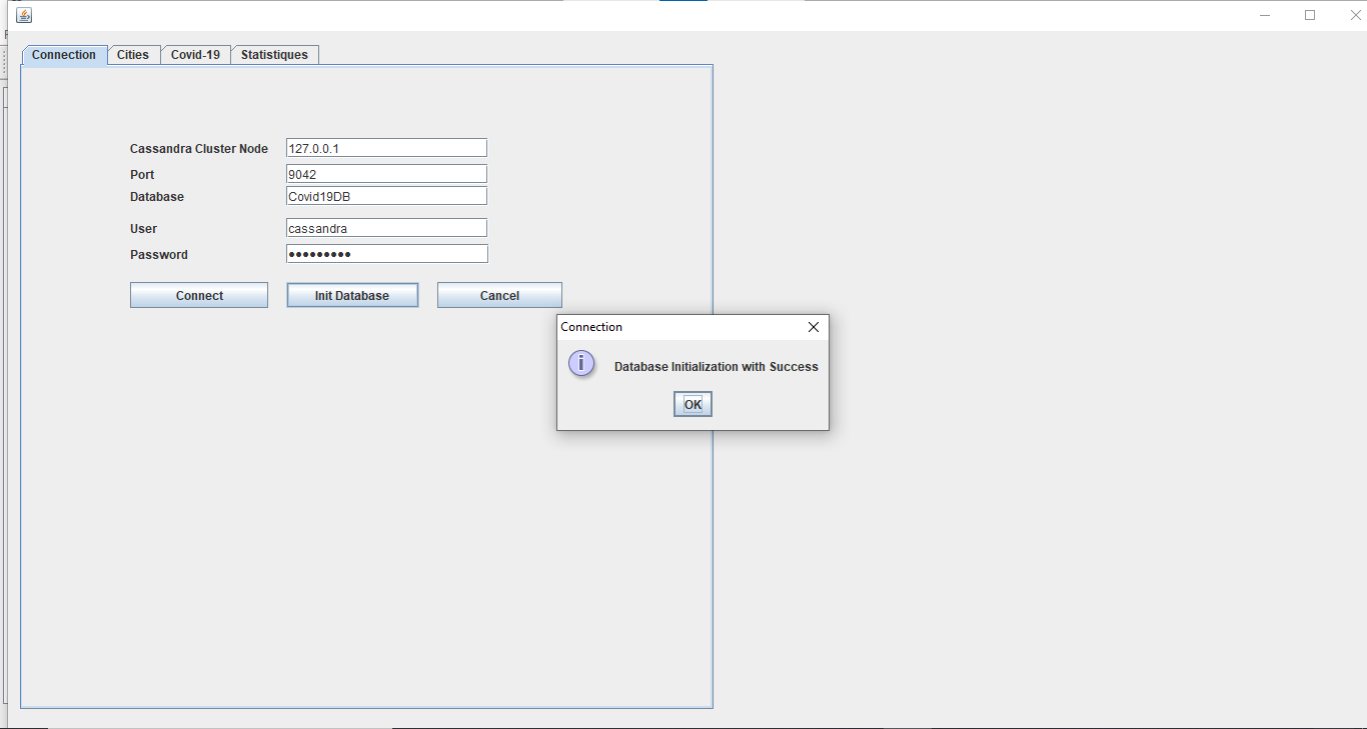 Connection Cities Covid-19 Statistiques
Cassandra Cluster Node 127.0.0.1
Port 9042
Database Covid19DB
User cassandra
Password •••••••••
Connect Init Database Cancel
Connection
i Database Initialization with Success
OK